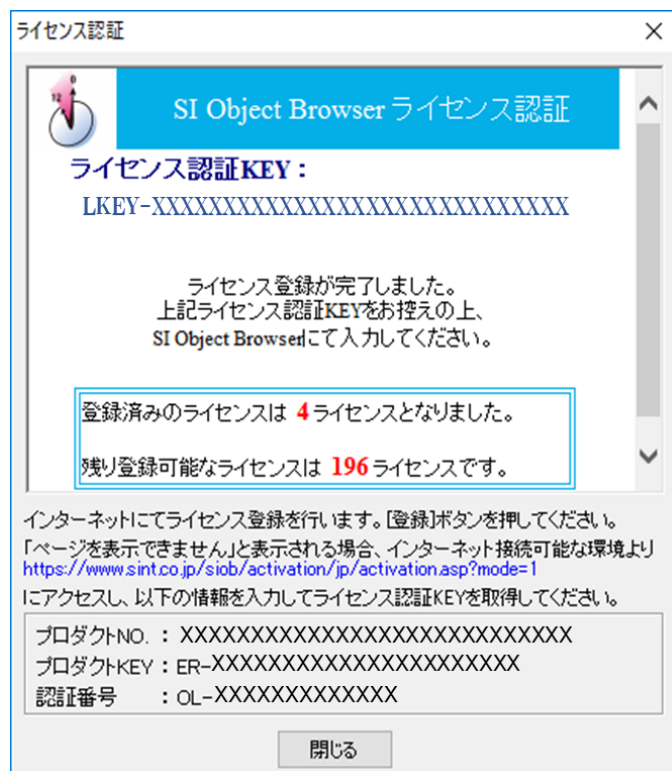 ライセンス認証
0
12
SI Object Browser ライセンス認証
ライセンス認証KEY：
LKEY-XXXXXXXXXXXXXXXXXXXXXXXXXXXXX
ライセンス登録が完了しました。
上記ライセンス認証KEYをお控えの上、
SI Object Browserにて入力してください。
登録済みのライセンスは 4 ライセンスとなりました。
残り登録可能なライセンスは 196 ライセンスです。
インターネットにてライセンス登録を行います。[登録]ボタンを押してください。
「ページを表示できません」と表示される場合、インターネット接続可能な環境より
https://www.sint.co.jp/siob/activation/jp/activation.asp?mode=1
にアクセスし、以下の情報を入力してライセンス認証KEYを取得してください。
プロダクトNO. ： XXXXXXXXXXXXXXXXXXXXXXXXXXXX
プロダクトKEY：ER-XXXXXXXXXXXXXXXXXXXXXX
認証番号 ：OL-XXXXXXXXXXXXX
閉じる